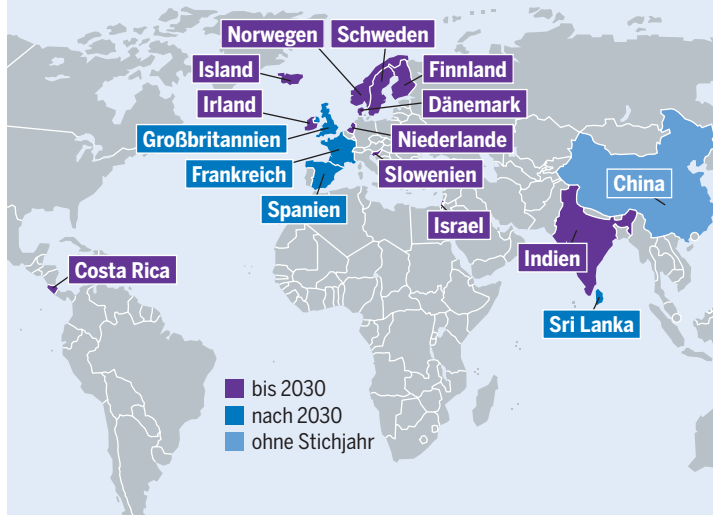 Norwegen Schweden
Island
Finnland
Irland
Dänemark
Großbritannien
Niederlande
Frankreich
Slowenien
China
Spanien
Israel
Indien
Costa Rica
Sri Lanka
bis 2030
nach 2030
ohne Stichjahr